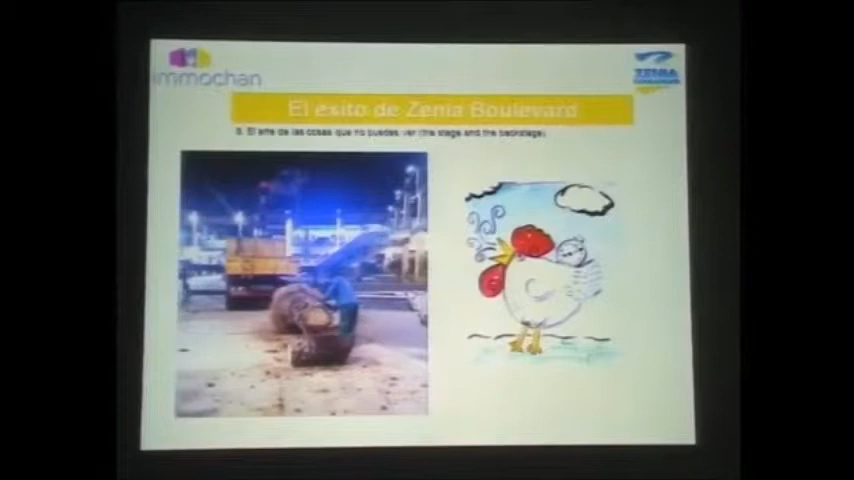 immochan
ZENIA
El éxito de Zenia Boulevard
8. El arte de las cosas que no puedes ver (the stage and the backstage)